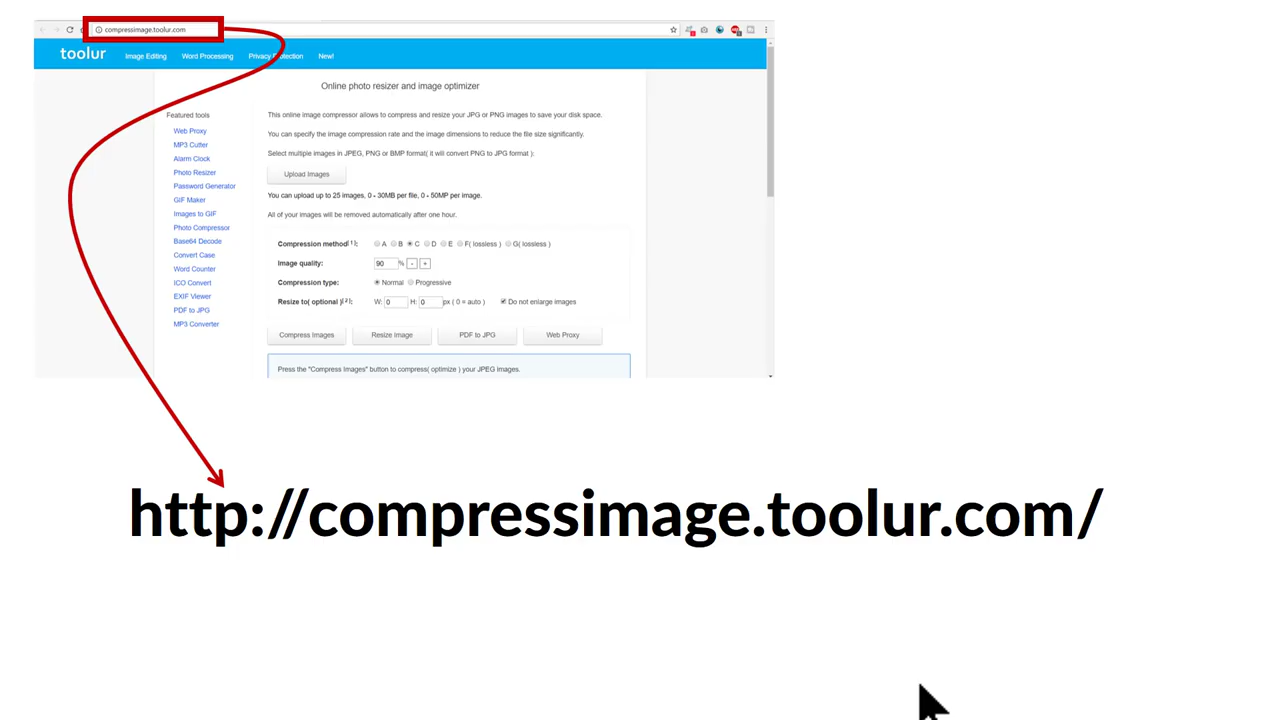 compressimage.toolur.com
toolur Image Editing Word Processing Privacy Protection New!
Online photo resizer and image optimizer
Featured tools
Web Proxy
MP3 Cutter
Alarm Clock
Photo Resizer
Password Generator
GIF Maker
Images to GIF
Photo Compressor
Base64 Decode
Convert Case
Word Counter
ICO Convert
EXIF Viewer
PDF to JPG
MP3 Converter
This online image compressor allows to compress and resize your JPG or PNG images to save your disk space.
You can specify the image compression rate and the image dimensions to reduce the file size significantly.
Select multiple images in JPEG, PNG or BMP format( it will convert PNG to JPG format ):
Upload Images
You can upload up to 25 images, 0 - 30MB per file, 0 - 50MP per image.
All of your images will be removed automatically after one hour.
Compression method[1]: A B C D E F( lossless ) G( lossless )
Image quality: 90 % - +
Compression type: Normal Progressive
Resize to( optional )[2]: W: 0 H: 0 px ( 0 = auto ) Do not enlarge images
Compress Images Resize Image PDF to JPG Web Proxy
Press the "Compress Images" button to compress( optimize ) your JPEG images.
http://compressimage.toolur.com/